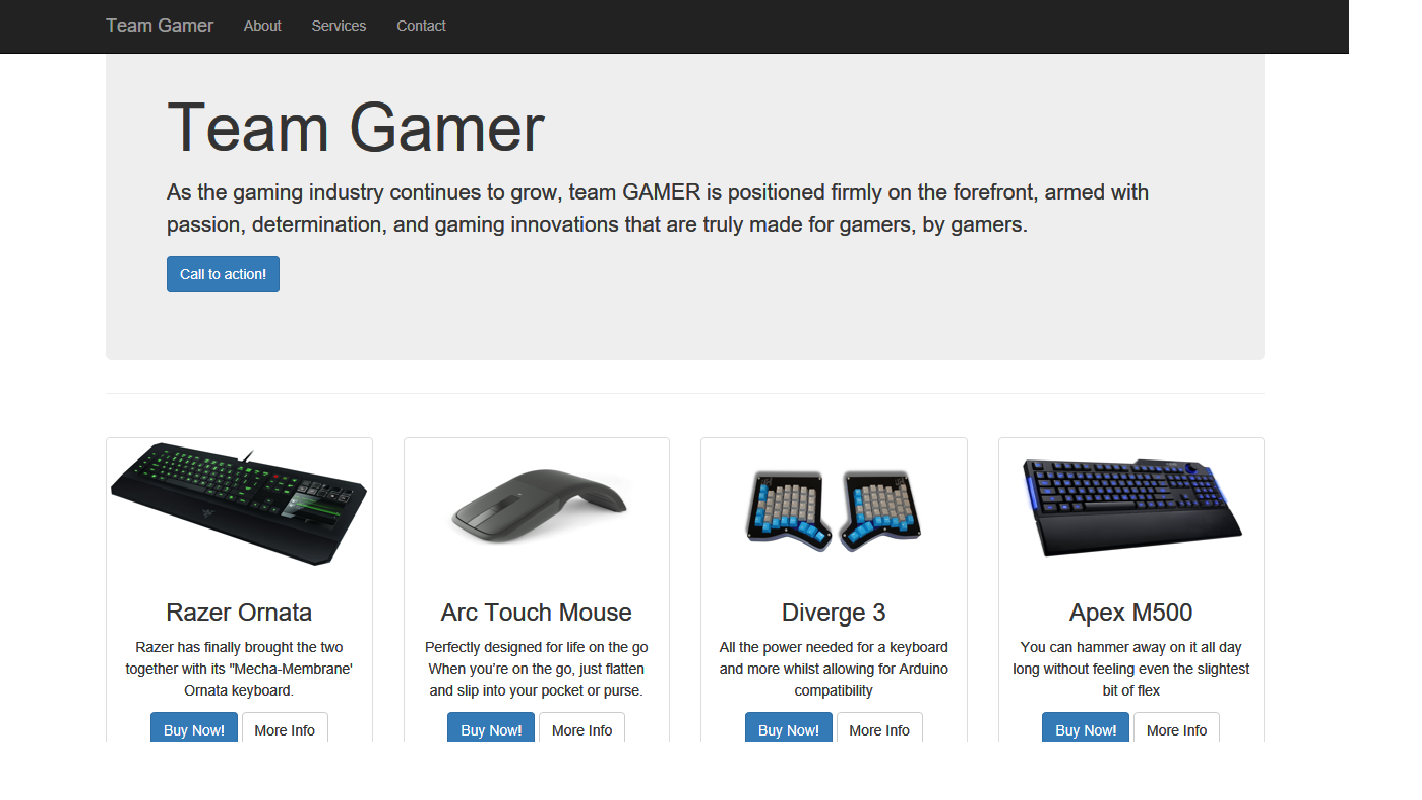 Team Gamer About Services Contact
Team Gamer
As the gaming industry continues to grow, team GAMER is positioned firmly on the forefront, armed with
passion, determination, and gaming innovations that are truly made for gamers, by gamers.
Call to action!
Razer Ornata
Razer has finally brought the two
together with its "Mecha-Membrane'
Ornata keyboard.
Buy Now! More Info
Arc Touch Mouse
Perfectly designed for life on the go
When you’re on the go, just flatten
and slip into your pocket or purse.
Buy Now! More Info
Diverge 3
All the power needed for a keyboard
and more whilst allowing for Arduino
compatibility
Buy Now! More Info
Apex M500
You can hammer away on it all day
long without feeling even the slightest
bit of flex
Buy Now! More Info